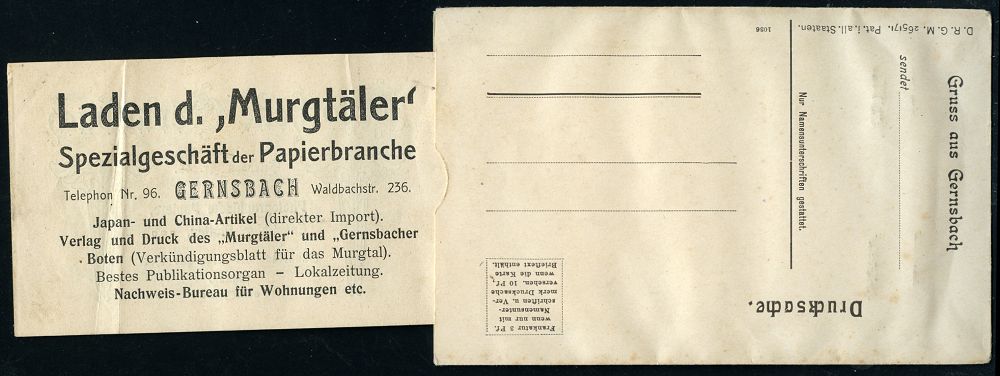 Laden d. ‚Murgtäler‘
Spezialgeschäft der Papierbranche
Telephon Nr. 96. GERNSBACH Waldbachstr. 236.
Japan- und China-Artikel (direkter Import).
Verlag und Druck des „Murgtäler“ und „Gernsbacher
Boten (Verkündigungsblatt für das Murgtal).
Bestes Publikationsorgan – Lokalzeitung.
Nachweis-Bureau für Wohnungen etc.
Drucksache.
Frankatur 3 Pf.
wenn nur mit
Namensunter-
schriften u. Ver-
merk Drucksache
versehen, 10 Pf.
wenn die Karte
Brieftext enthält.
Gruss aus Gernsbach
sendet
Nur Namensunterschriften gestattet.
D. R. G. M. 265171. Pat. i. all. Staaten.
1056